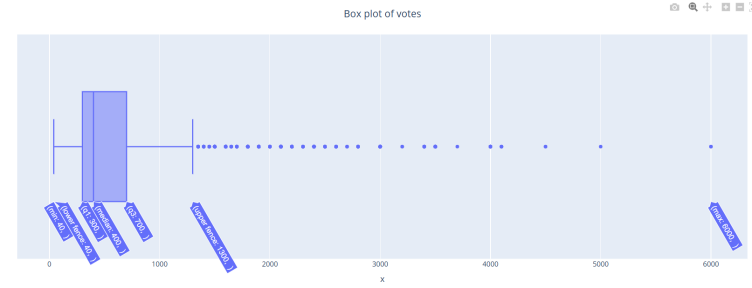 Box plot of votes
(min: 40, )
(lower fence: 40, )
(q1: 300, )
(median: 400, )
(q3: 700, )
(upper fence: 1300, )
(max: 6000, )
0 1000 2000 3000 4000 5000 6000
x